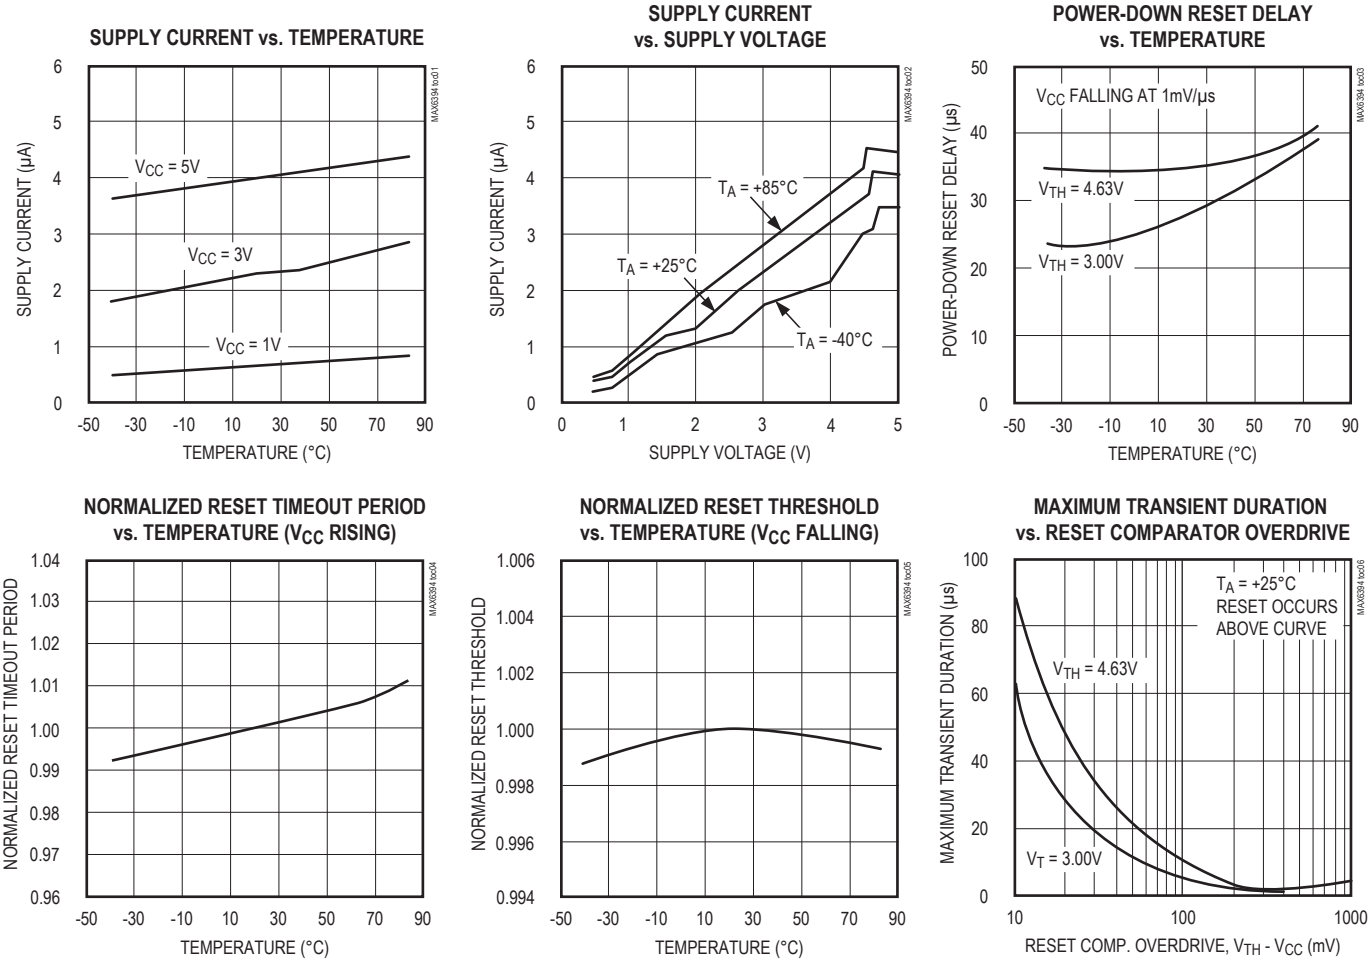 SUPPLY CURRENT vs. TEMPERATURE
6
5
4
3
2
1
0
SUPPLY CURRENT (µA)
VCC = 5V
VCC = 3V
VCC = 1V
-50 -30 -10 10 30 50 70 90
TEMPERATURE (°C)
MAX6394 toc01
SUPPLY CURRENT
vs. SUPPLY VOLTAGE
6
5
4
3
2
1
0
SUPPLY CURRENT (µA)
TA = +85°C
TA = +25°C
TA = -40°C
0 1 2 3 4 5
SUPPLY VOLTAGE (V)
MAX6394 toc02
POWER-DOWN RESET DELAY
vs. TEMPERATURE
50
40
30
20
10
0
POWER-DOWN RESET DELAY (µs)
VCC FALLING AT 1mV/µs
VTH = 4.63V
VTH = 3.00V
-50 -30 -10 10 30 50 70 90
TEMPERATURE (°C)
MAX6394 toc03
NORMALIZED RESET TIMEOUT PERIOD
vs. TEMPERATURE (VCC RISING)
1.04
1.03
1.02
1.01
1.00
0.99
0.98
0.97
0.96
NORMALIZED RESET TIMEOUT PERIOD
-50 -30 -10 10 30 50 70 90
TEMPERATURE (°C)
MAX6394 toc04
NORMALIZED RESET THRESHOLD
vs. TEMPERATURE (VCC FALLING)
1.006
1.004
1.002
1.000
0.998
0.996
0.994
NORMALIZED RESET THRESHOLD
-50 -30 -10 10 30 50 70 90
TEMPERATURE (°C)
MAX6394 toc05
MAXIMUM TRANSIENT DURATION
vs. RESET COMPARATOR OVERDRIVE
100
80
60
40
20
0
MAXIMUM TRANSIENT DURATION (µs)
TA = +25°C
RESET OCCURS
ABOVE CURVE
VTH = 4.63V
VT = 3.00V
10 100 1000
RESET COMP. OVERDRIVE, VTH - VCC (mV)
MAX6394 toc06